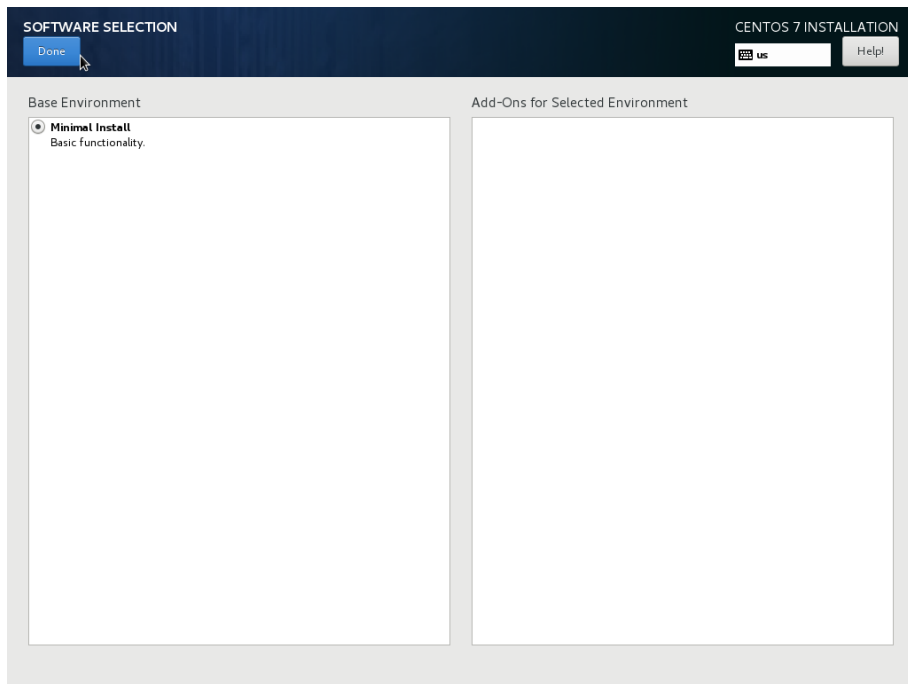 SOFTWARE SELECTION
CENTOS 7 INSTALLATION
Done
us
Help!
Base Environment
Add-Ons for Selected Environment
Minimal Install
Basic functionality.